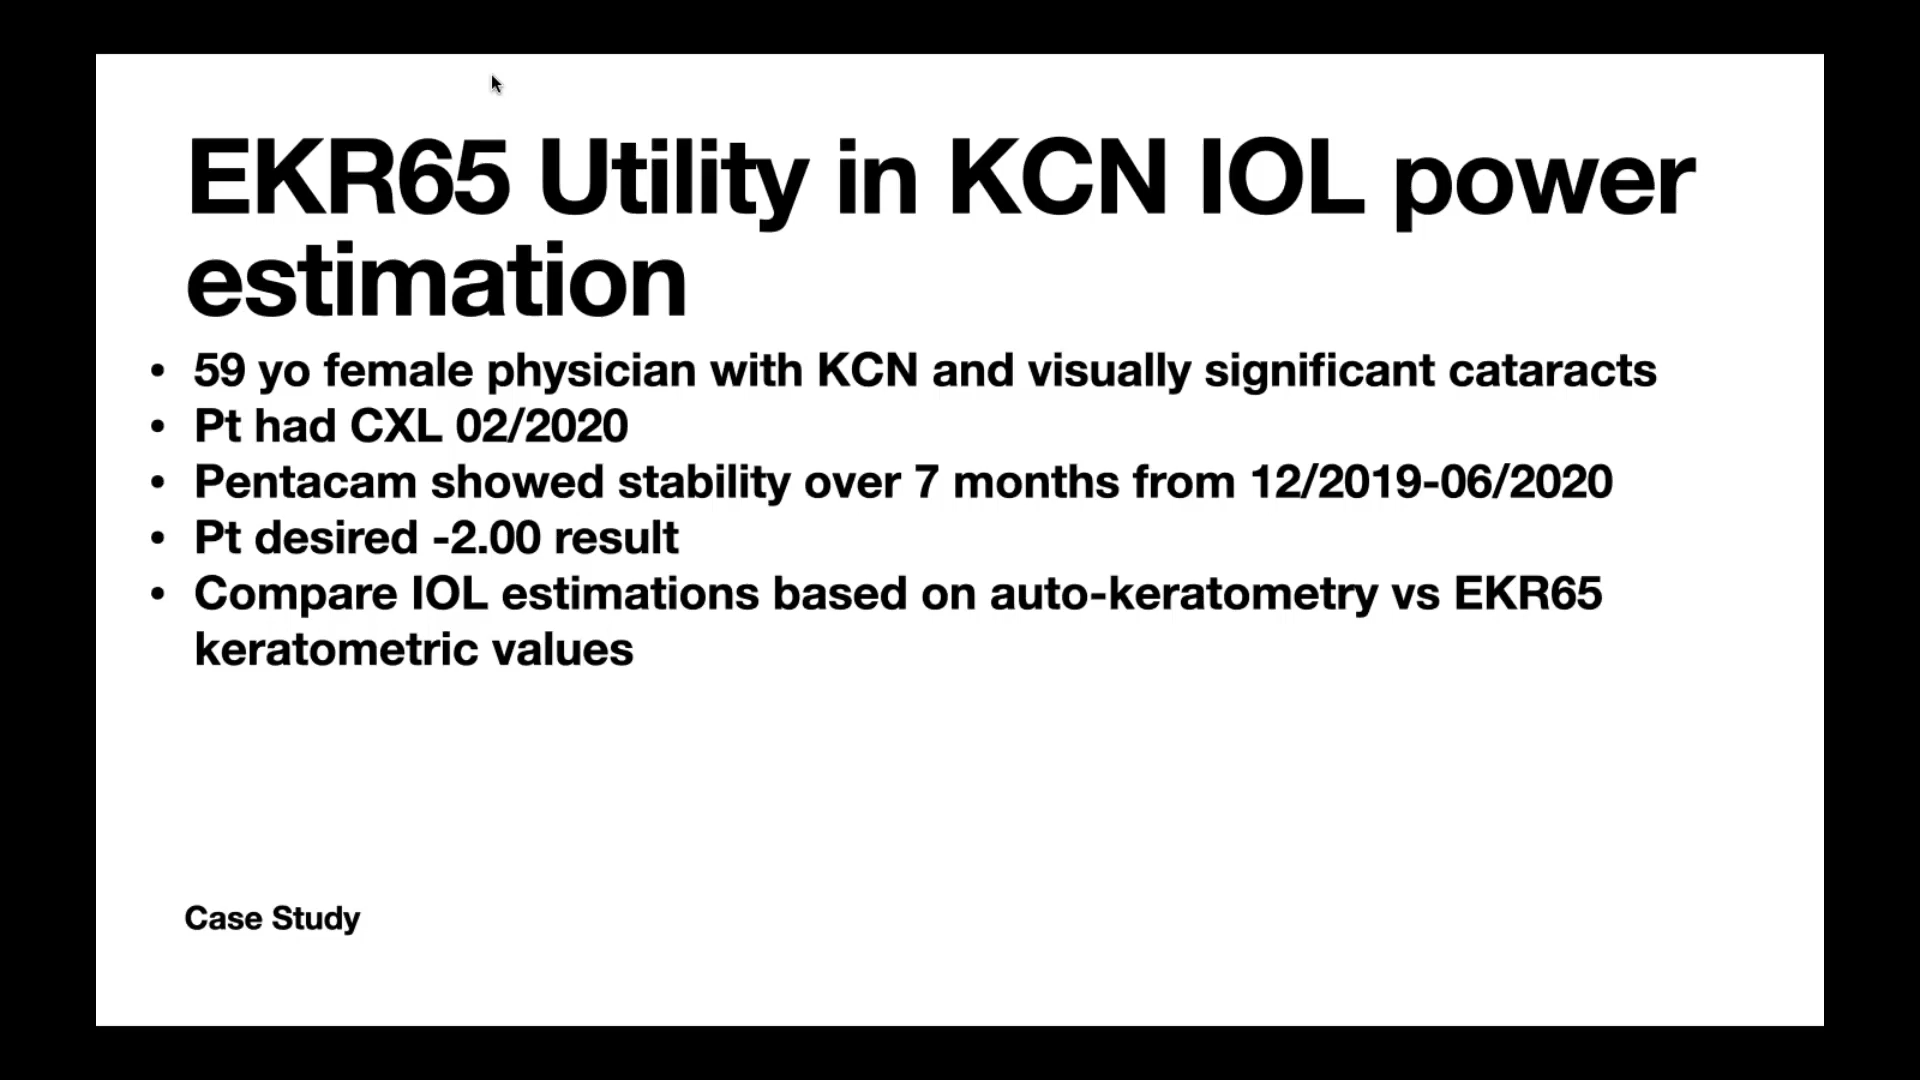 EKR65 Utility in KCN IOL power
estimation
• 59 yo female physician with KCN and visually significant cataracts
• Pt had CXL 02/2020
• Pentacam showed stability over 7 months from 12/2019-06/2020
• Pt desired -2.00 result
• Compare IOL estimations based on auto-keratometry vs EKR65
keratometric values
Case Study